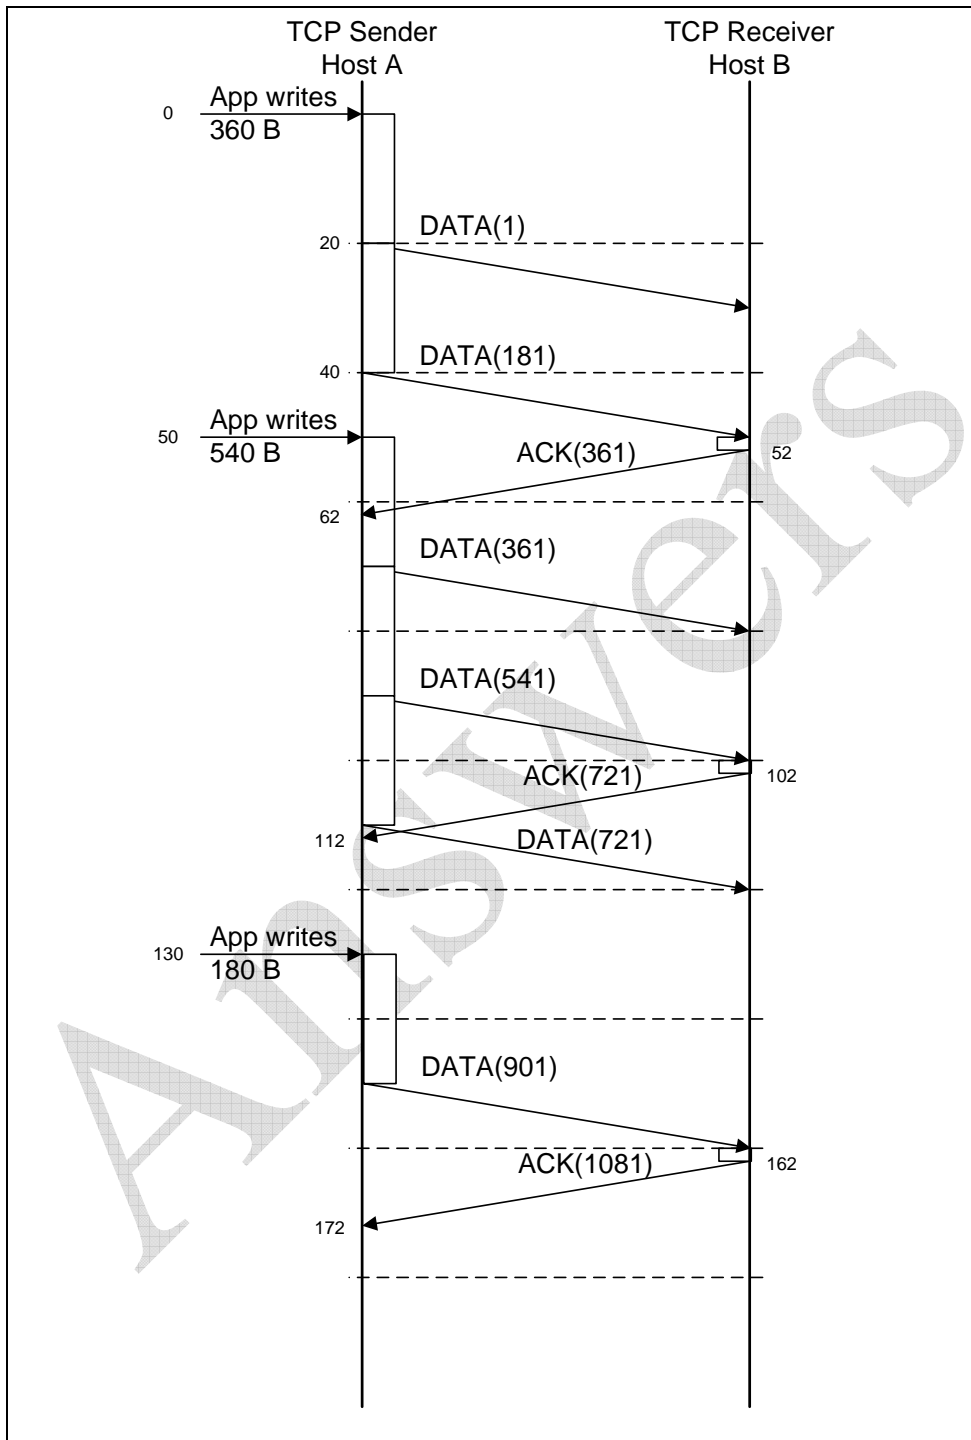 TCP Sender
Host A
TCP Receiver
Host B
0
App writes
360 B
DATA(1)
20
DATA(181)
40
50
App writes
540 B
ACK(361)
52
62
DATA(361)
DATA(541)
ACK(721)
102
112
DATA(721)
130
App writes
180 B
DATA(901)
ACK(1081)
162
172
Answers